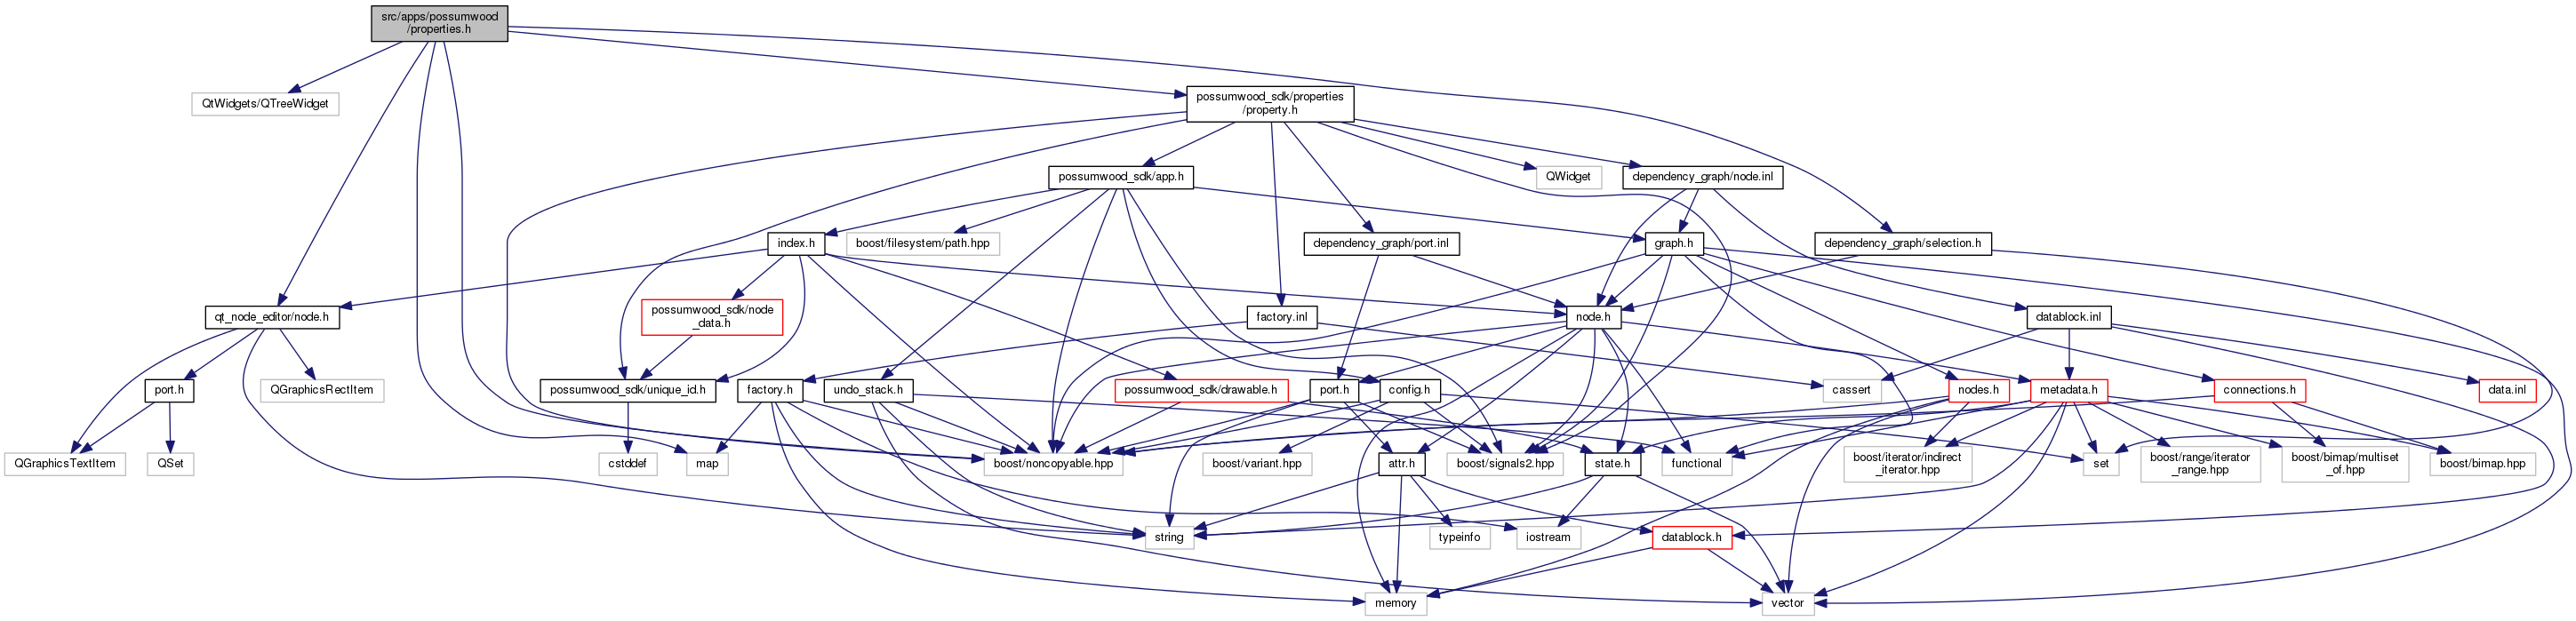 src/apps/possumwood
/properties.h
QtWidgets/QTreeWidget
possumwood_sdk/properties
/property.h
possumwood_sdk/app.h
QWidget
dependency_graph/node.inl
index.h
boost/filesystem/path.hpp
dependency_graph/port.inl
graph.h
dependency_graph/selection.h
qt_node_editor/node.h
possumwood_sdk/node
_data.h
factory.inl
node.h
datablock.inl
port.h
QGraphicsRectItem
possumwood_sdk/unique_id.h
factory.h
undo_stack.h
possumwood_sdk/drawable.h
port.h
config.h
cassert
nodes.h
metadata.h
connections.h
data.inl
QGraphicsTextItem
QSet
cstddef
map
boost/noncopyable.hpp
boost/variant.hpp
attr.h
boost/signals2.hpp
state.h
functional
boost/iterator/indirect
_iterator.hpp
set
boost/range/iterator
_range.hpp
boost/bimap/multiset
_of.hpp
boost/bimap.hpp
string
typeinfo
iostream
datablock.h
memory
vector